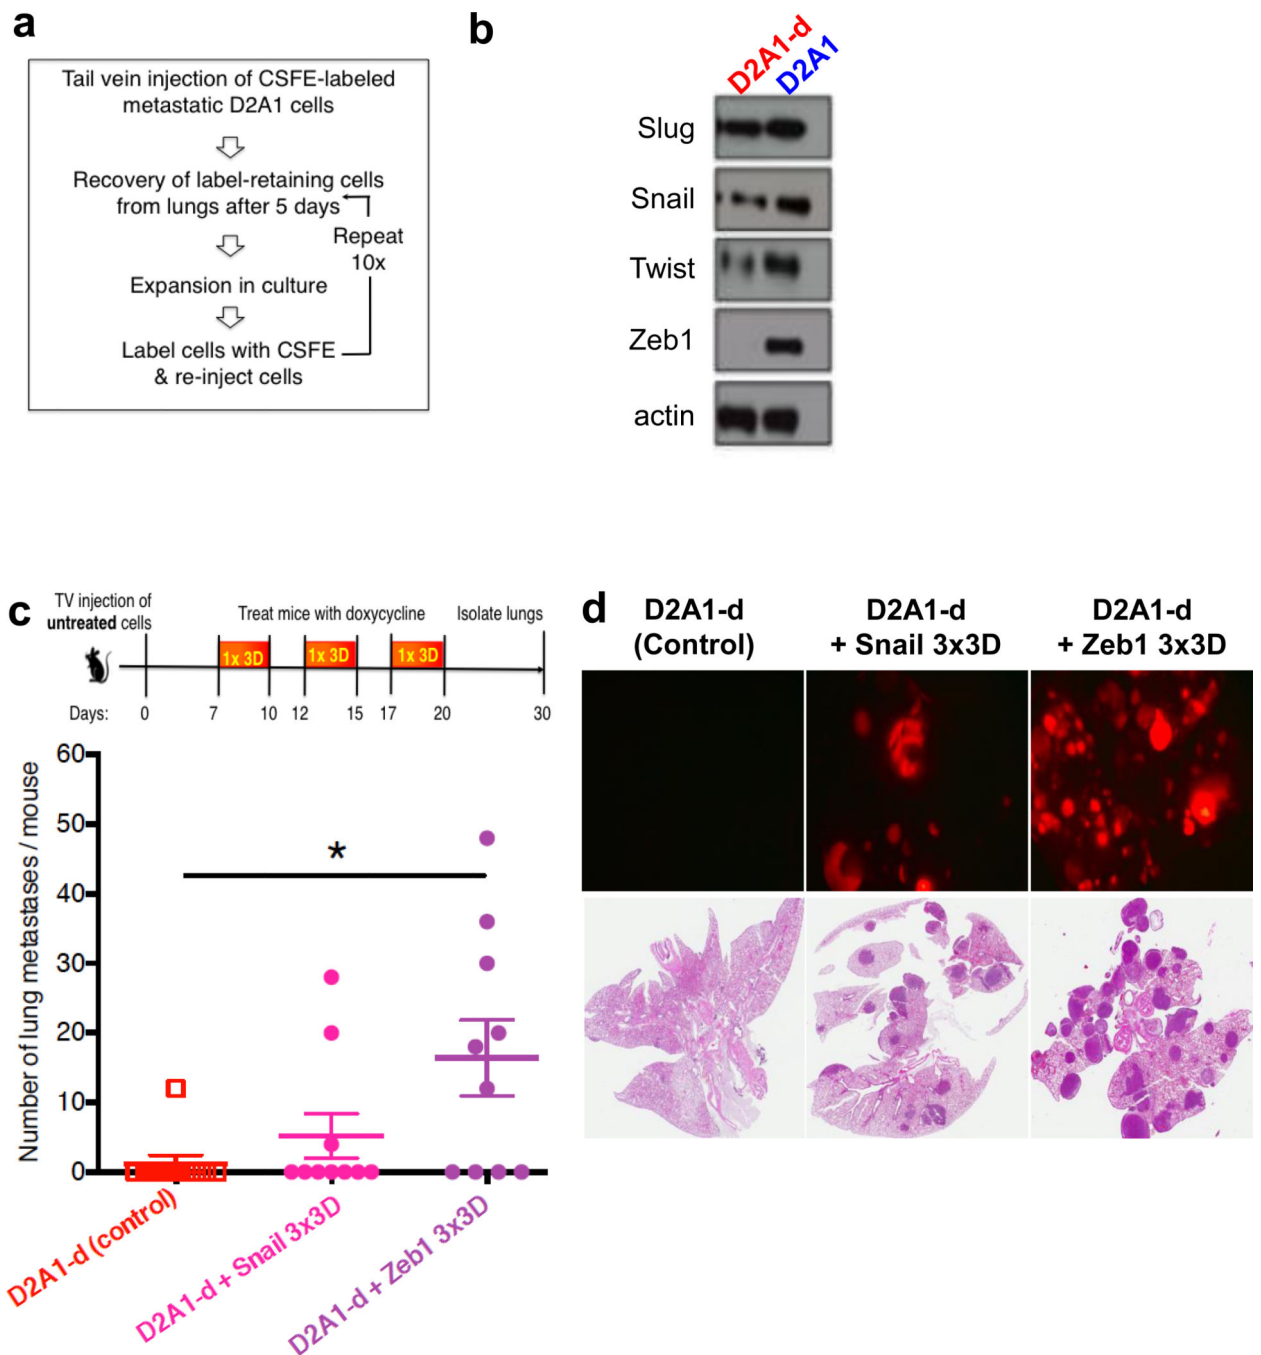 a
Tail vein injection of CSFE-labeled
metastatic D2A1 cells
Recovery of label-retaining cells
from lungs after 5 days
Repeat
10x
Expansion in culture
Label cells with CSFE
& re-inject cells
b
D2A1-d
D2A1
Slug
Snail
Twist
Zeb1
actin
c
TV injection of
untreated cells
Treat mice with doxycycline
Isolate lungs
1x 3D
1x 3D
1x 3D
Days: 0 7 10 12 15 17 20 30
Number of lung metastases / mouse
60
50
40
30
20
10
0
*
D2A1-d (control)
D2A1-d + Snail 3x3D
D2A1-d + Zeb1 3x3D
d
D2A1-d
(Control)
D2A1-d
+ Snail 3x3D
D2A1-d
+ Zeb1 3x3D